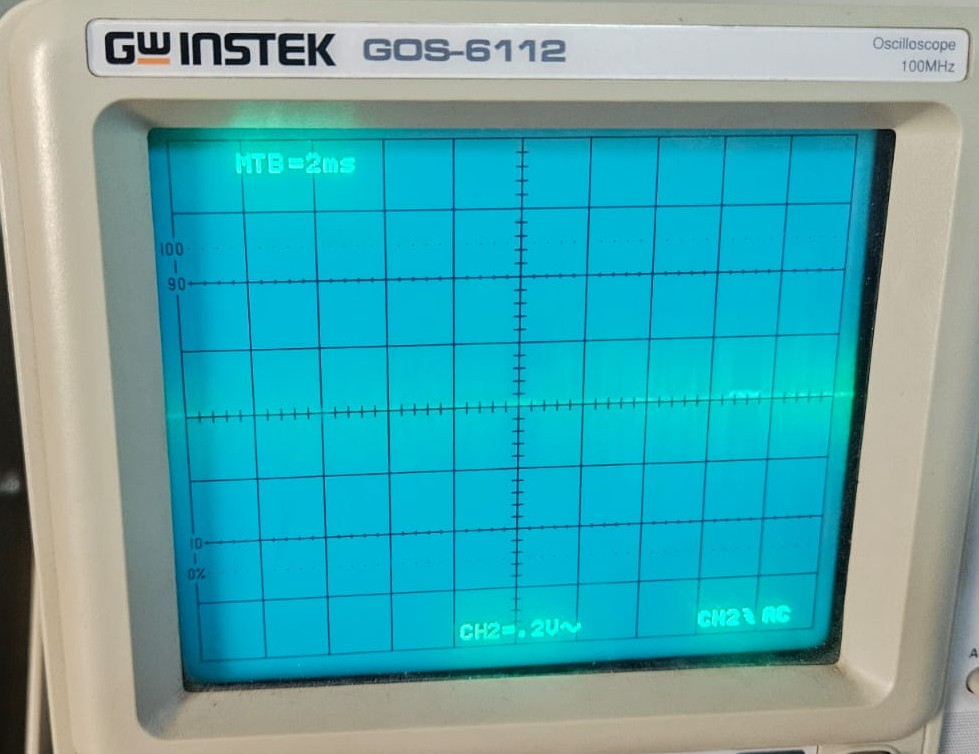 GW INSTEK GOS-6112
Oscilloscope
100MHz
MTB=2ms
100
90
10
0%
CH2=.2V~
CH2 AC
A